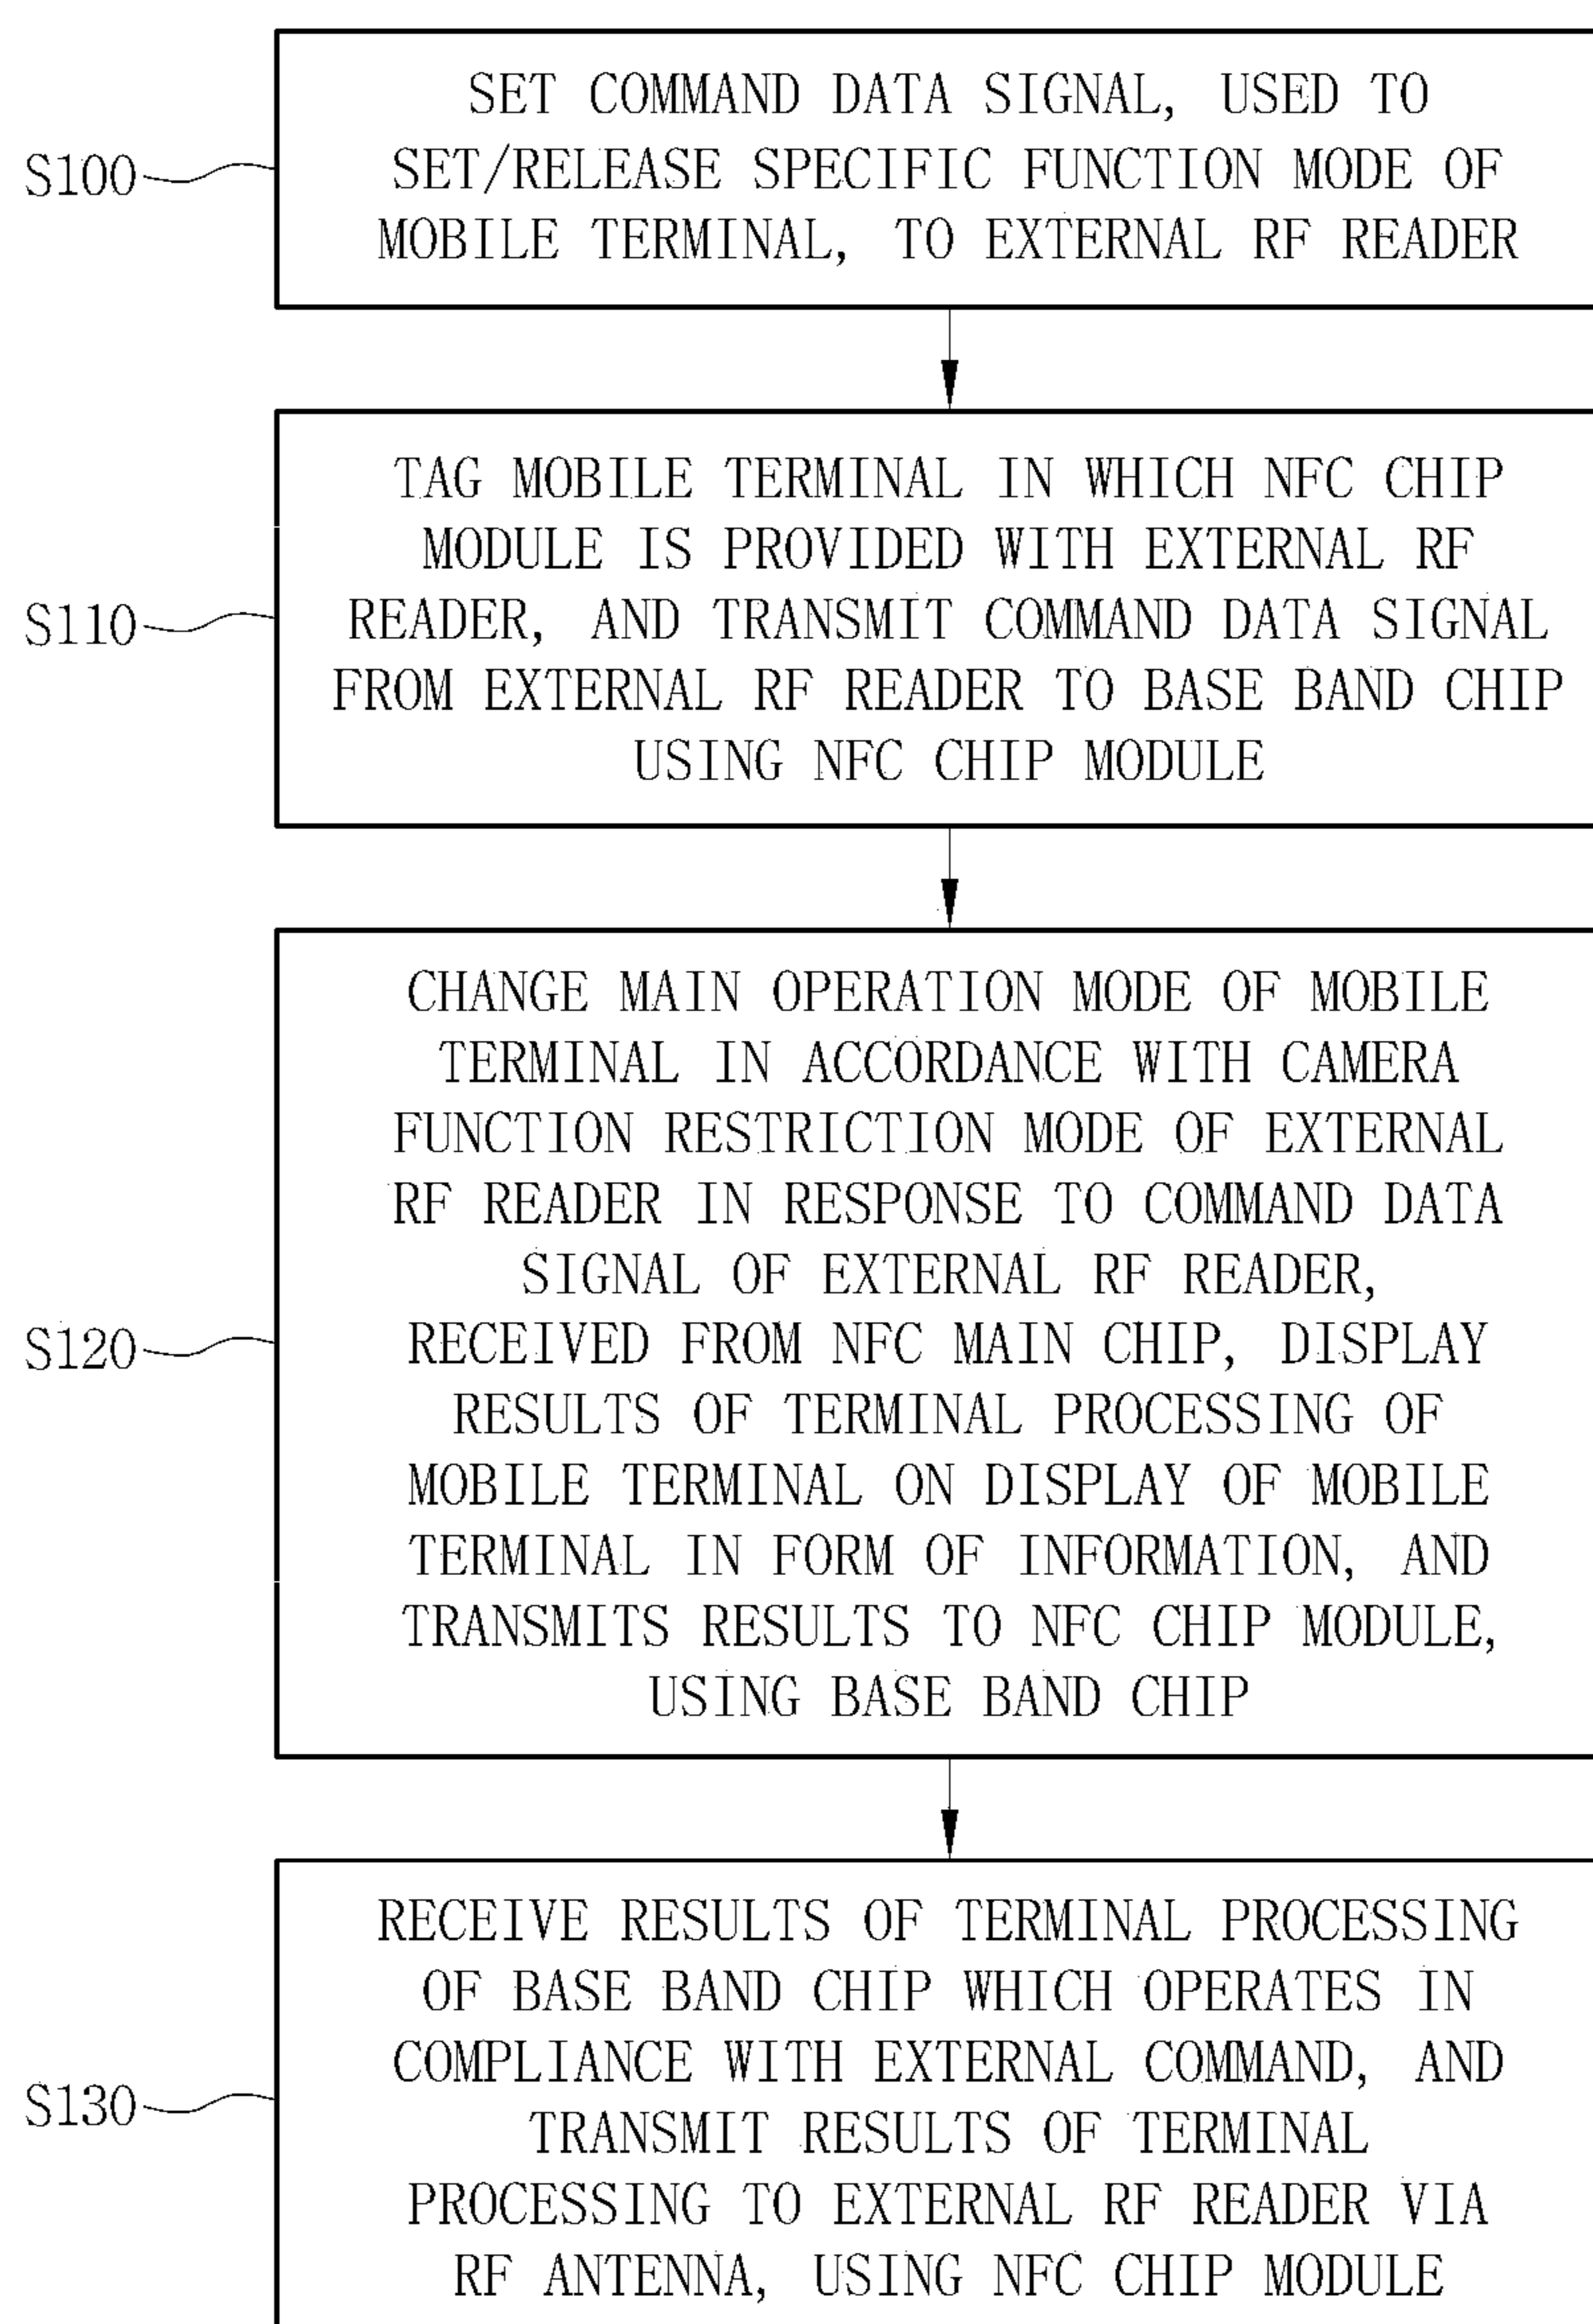 S100
SET COMMAND DATA SIGNAL, USED TO
SET/RELEASE SPECIFIC FUNCTION MODE OF
MOBILE TERMINAL, TO EXTERNAL RF READER
S110
TAG MOBILE TERMINAL IN WHICH NFC CHIP
MODULE IS PROVIDED WITH EXTERNAL RF
READER, AND TRANSMIT COMMAND DATA SIGNAL
FROM EXTERNAL RF READER TO BASE BAND CHIP
USING NFC CHIP MODULE
S120
CHANGE MAIN OPERATION MODE OF MOBILE
TERMINAL IN ACCORDANCE WITH CAMERA
FUNCTION RESTRICTION MODE OF EXTERNAL
RF READER IN RESPONSE TO COMMAND DATA
SIGNAL OF EXTERNAL RF READER,
RECEIVED FROM NFC MAIN CHIP, DISPLAY
RESULTS OF TERMINAL PROCESSING OF
MOBILE TERMINAL ON DISPLAY OF MOBILE
TERMINAL IN FORM OF INFORMATION, AND
TRANSMITS RESULTS TO NFC CHIP MODULE,
USING BASE BAND CHIP
S130
RECEIVE RESULTS OF TERMINAL PROCESSING
OF BASE BAND CHIP WHICH OPERATES IN
COMPLIANCE WITH EXTERNAL COMMAND, AND
TRANSMIT RESULTS OF TERMINAL
PROCESSING TO EXTERNAL RF READER VIA
RF ANTENNA, USING NFC CHIP MODULE